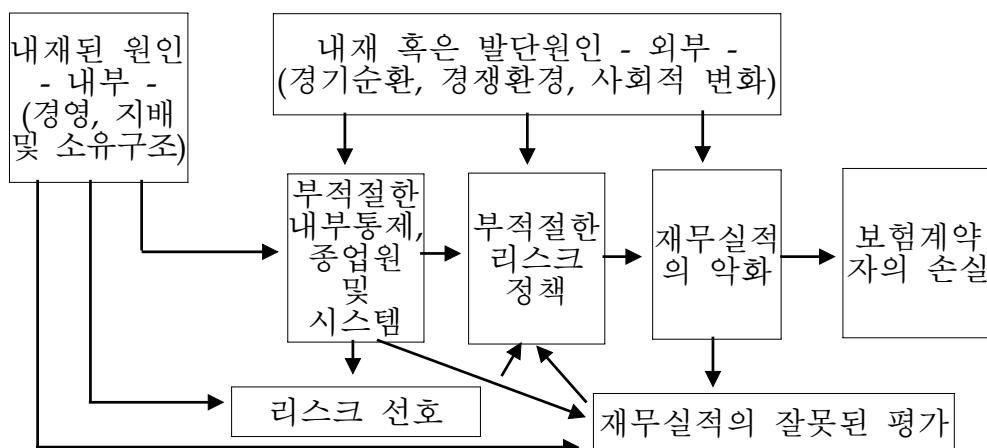 내재된 원인
- 내부 -
(경영, 지배
및 소유구조)
내재 혹은 발단원인 - 외부 -
(경기순환, 경쟁환경, 사회적 변화)
부적절한
내부통제,
종업원
및
시스템
부적절한
리스크
정책
재무실적
의 악화
보험계약
자의 손실
리스크 선호
재무실적의 잘못된 평가